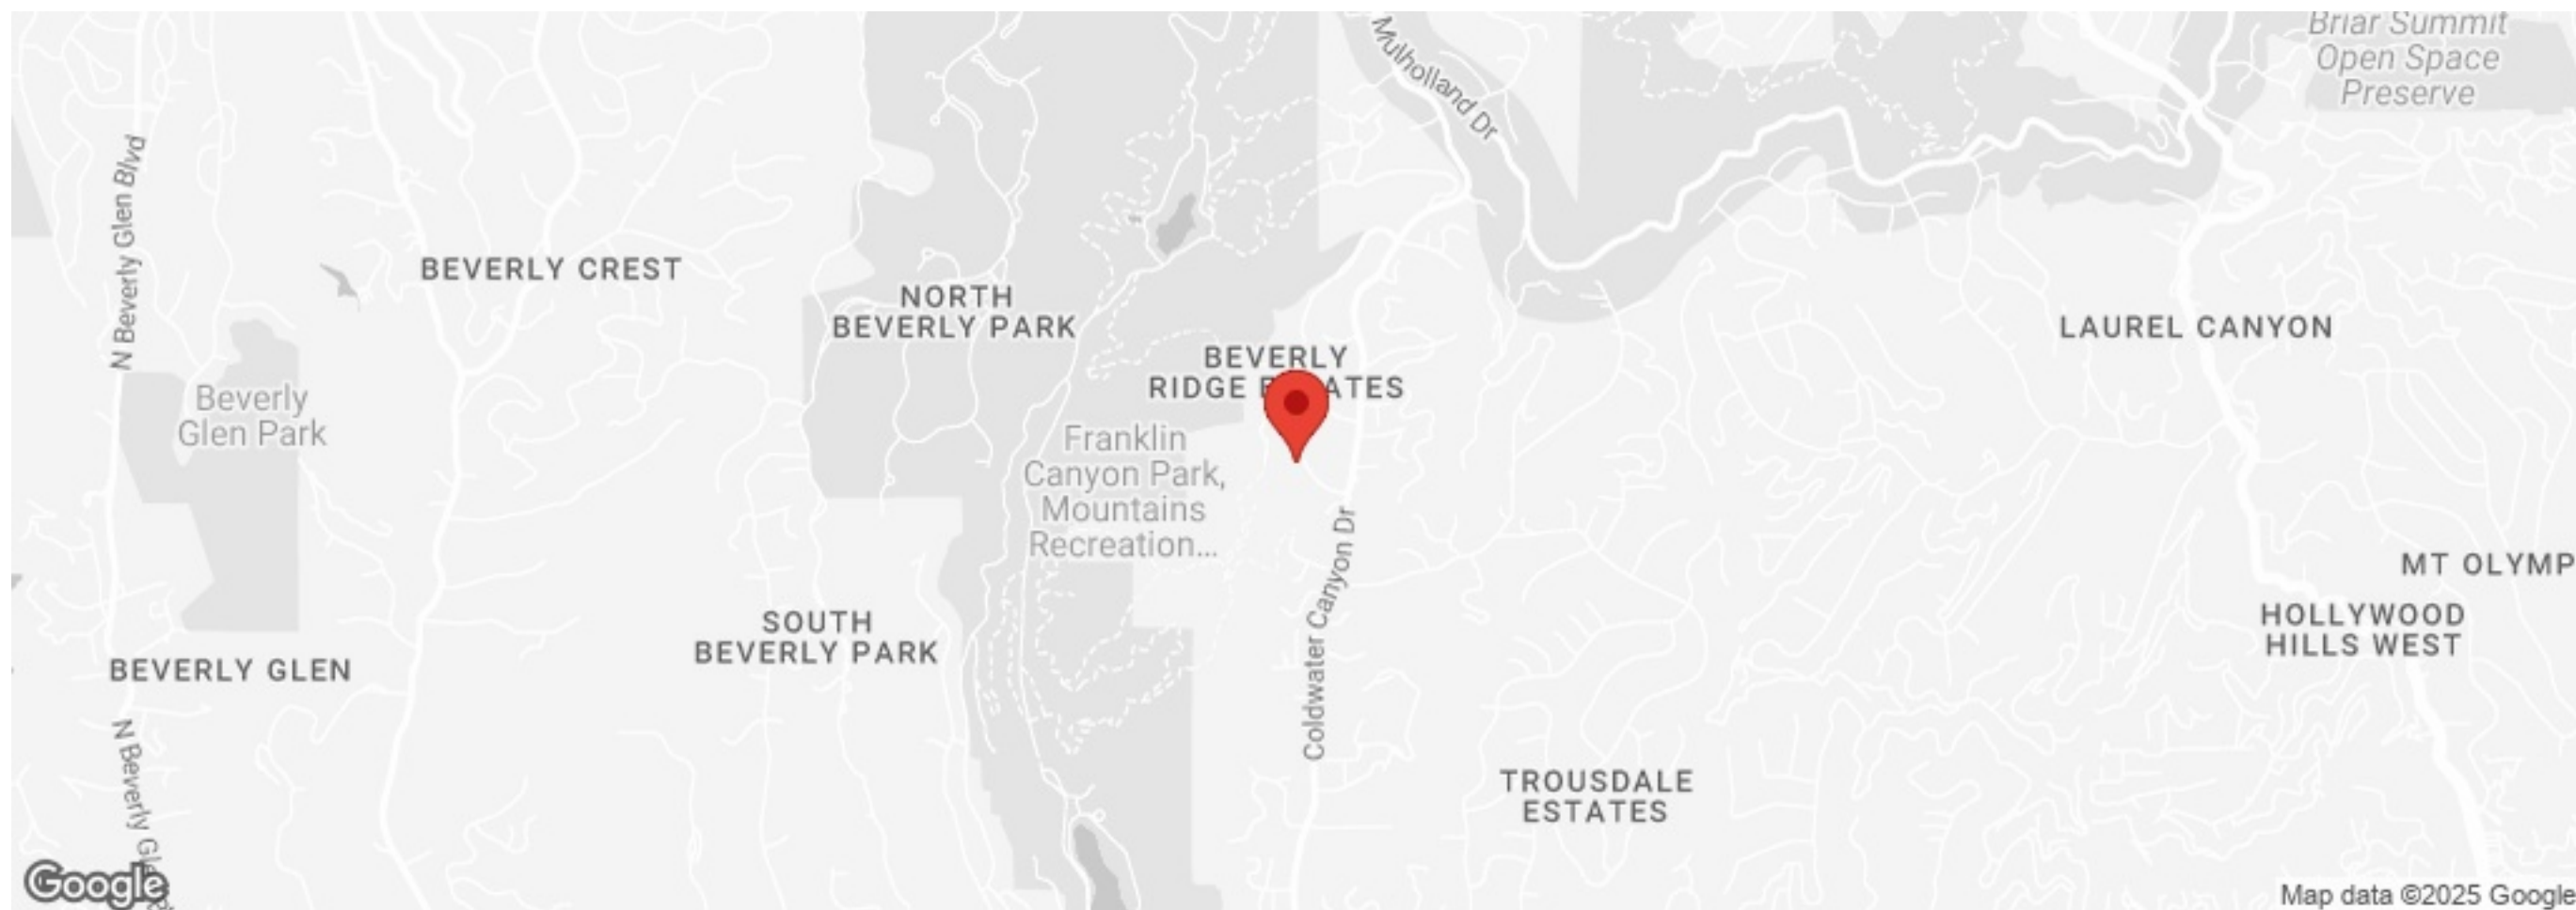 Briar Summit
Open Space
Preserve
Mulholland Dr
N Beverly Glen Blvd
BEVERLY CREST
NORTH
BEVERLY PARK
LAUREL CANYON
BEVERLY
RIDGE
Beverly
Glen Park
Franklin
Canyon Park,
Mountains
Recreation...
Coldwater Canyon Dr
MT OLYMP
HOLLYWOOD
HILLS WEST
SOUTH
BEVERLY PARK
BEVERLY GLEN
N Beverly
TROUSDALE
ESTATES
Google
Map data ©2025 Google